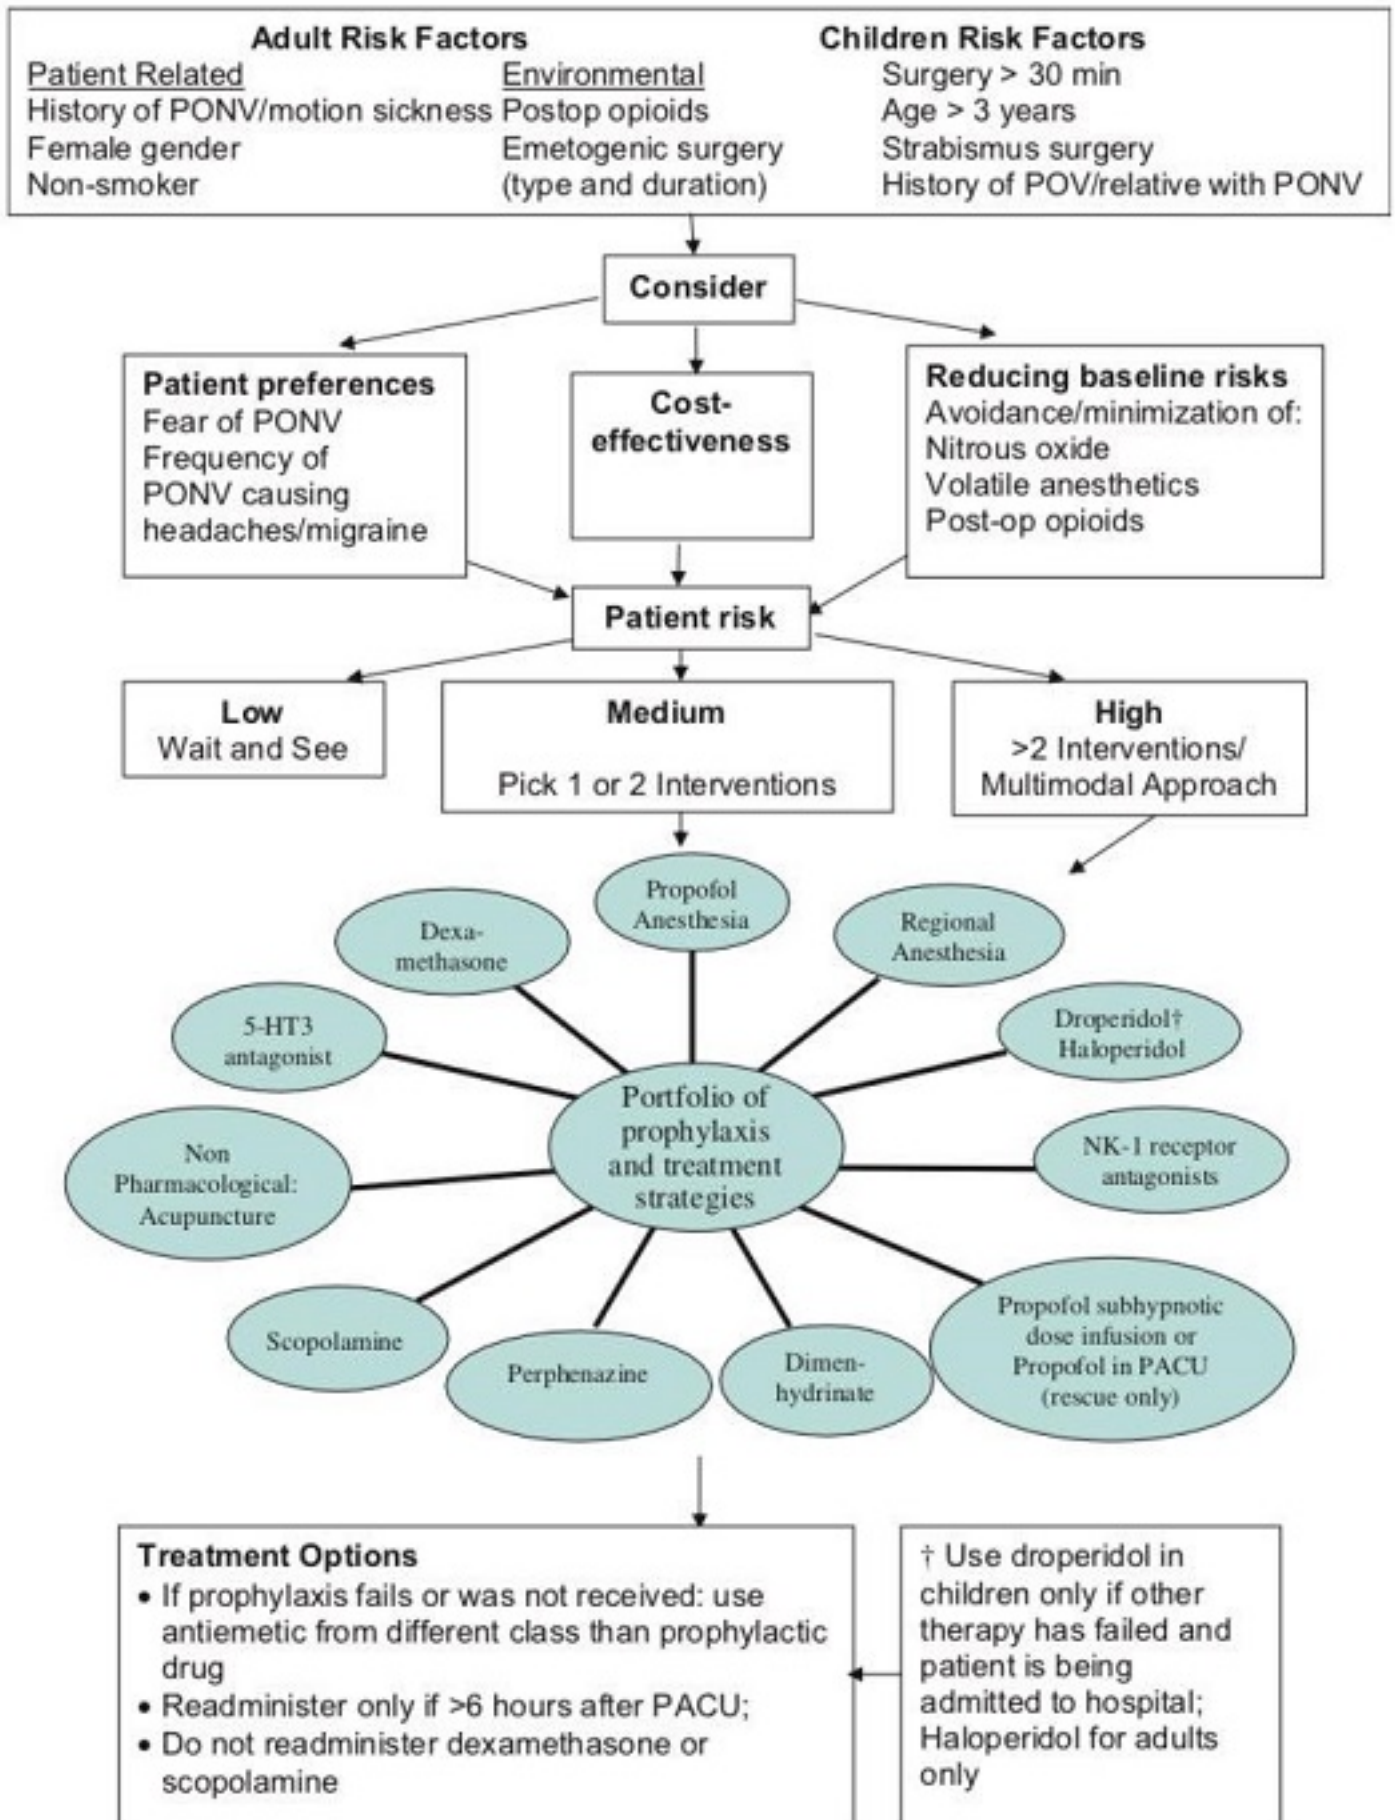 Adult Risk Factors
Patient Related
History of PONV/motion sickness
Female gender
Non-smoker
Environmental
Postop opioids
Emetogenic surgery
(type and duration)
Children Risk Factors
Surgery > 30 min
Age > 3 years
Strabismus surgery
History of POV/relative with PONV
Consider
Patient preferences
Fear of PONV
Frequency of
PONV causing
headaches/migraine
Cost-
effectiveness
Reducing baseline risks
Avoidance/minimization of:
Nitrous oxide
Volatile anesthetics
Post-op opioids
Patient risk
Low
Wait and See
Medium
Pick 1 or 2 Interventions
High
>2 Interventions/
Multimodal Approach
Propofol
Anesthesia
Dexa-
methasone
Regional
Anesthesia
5-HT3
antagonist
Droperidol†
Haloperidol
Portfolio of
prophylaxis
and treatment
strategies
Non
Pharmacological:
Acupuncture
NK-1 receptor
antagonists
Scopolamine
Perphenazine
Dimen-
hydrinate
Propofol subhypnotic
dose infusion or
Propofol in PACU
(rescue only)
Treatment Options
• If prophylaxis fails or was not received: use
antiemetic from different class than prophylactic
drug
• Readminister only if >6 hours after PACU;
• Do not readminister dexamethasone or
scopolamine
† Use droperidol in
children only if other
therapy has failed and
patient is being
admitted to hospital;
Haloperidol for adults
only